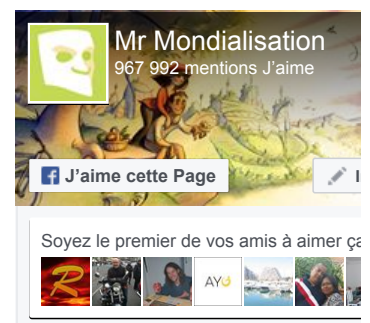 Mr Mondialisation
967 992 mentions J’aime
J’aime cette Page
Soyez le premier de vos amis à aimer ça
R
AYO